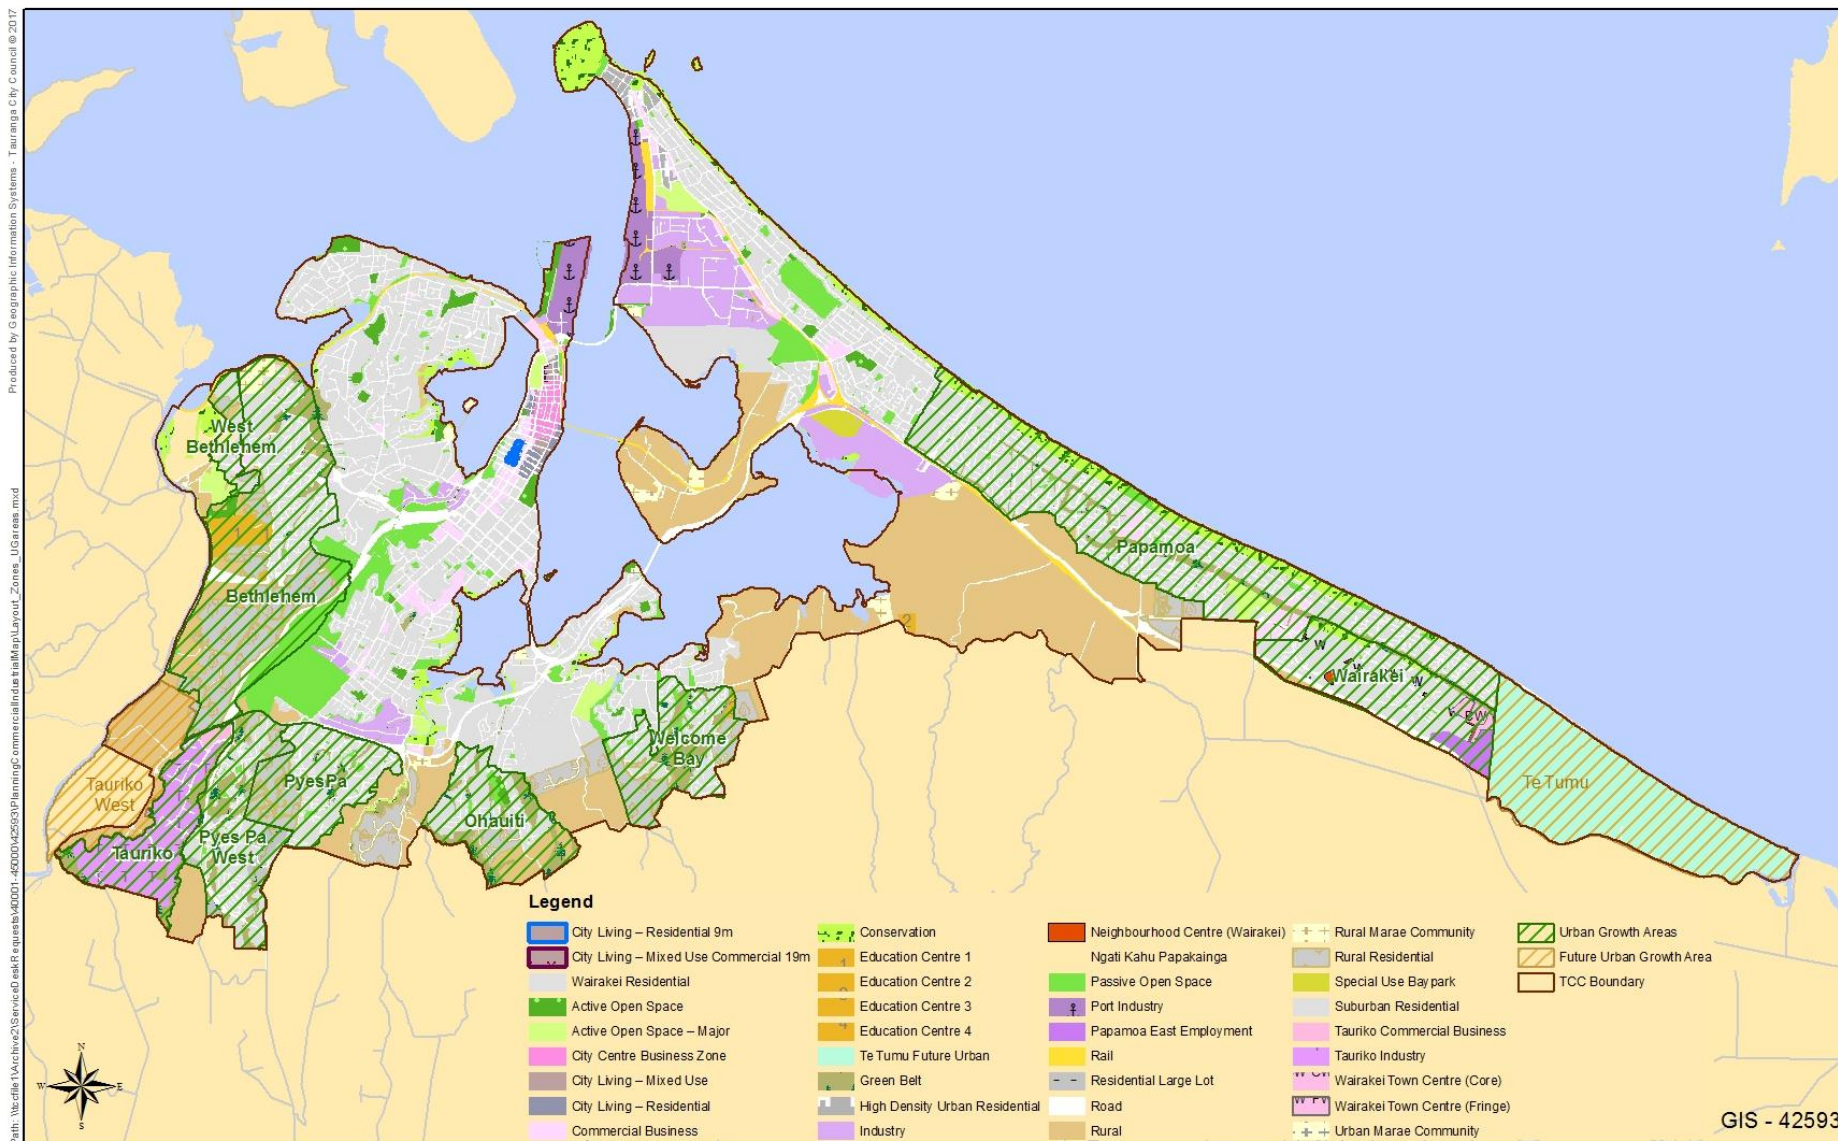 Produced by Geographic Information Systems - Tauranga City Council © 2017
West
Bethlehem
Bethlehem
Papamoa
Wairakei
W
W
W
FW
2
Welcome
Bay
Tauriko
West
Pyes Pa
Ohauiti
Te Tumu
Tauriko
Pyes Pa
West
N
W
E
S
Legend
City Living – Residential 9m
City Living – Mixed Use Commercial 19m
Wairakei Residential
Active Open Space
Active Open Space – Major
City Centre Business Zone
City Living – Mixed Use
City Living – Residential
Commercial Business
Conservation
Education Centre 1
Education Centre 2
Education Centre 3
Education Centre 4
Te Tumu Future Urban
Green Belt
High Density Urban Residential
Industry
Neighbourhood Centre (Wairakei)
Ngati Kahu Papakainga
Passive Open Space
Port Industry
Papamoa East Employment
Rail
Residential Large Lot
Road
Rural
Rural Marae Community
Rural Residential
Special Use Baypark
Suburban Residential
Tauriko Commercial Business
Tauriko Industry
Wairakei Town Centre (Core)
Wairakei Town Centre (Fringe)
Urban Marae Community
Urban Growth Areas
Future Urban Growth Area
TCC Boundary
GIS - 42593